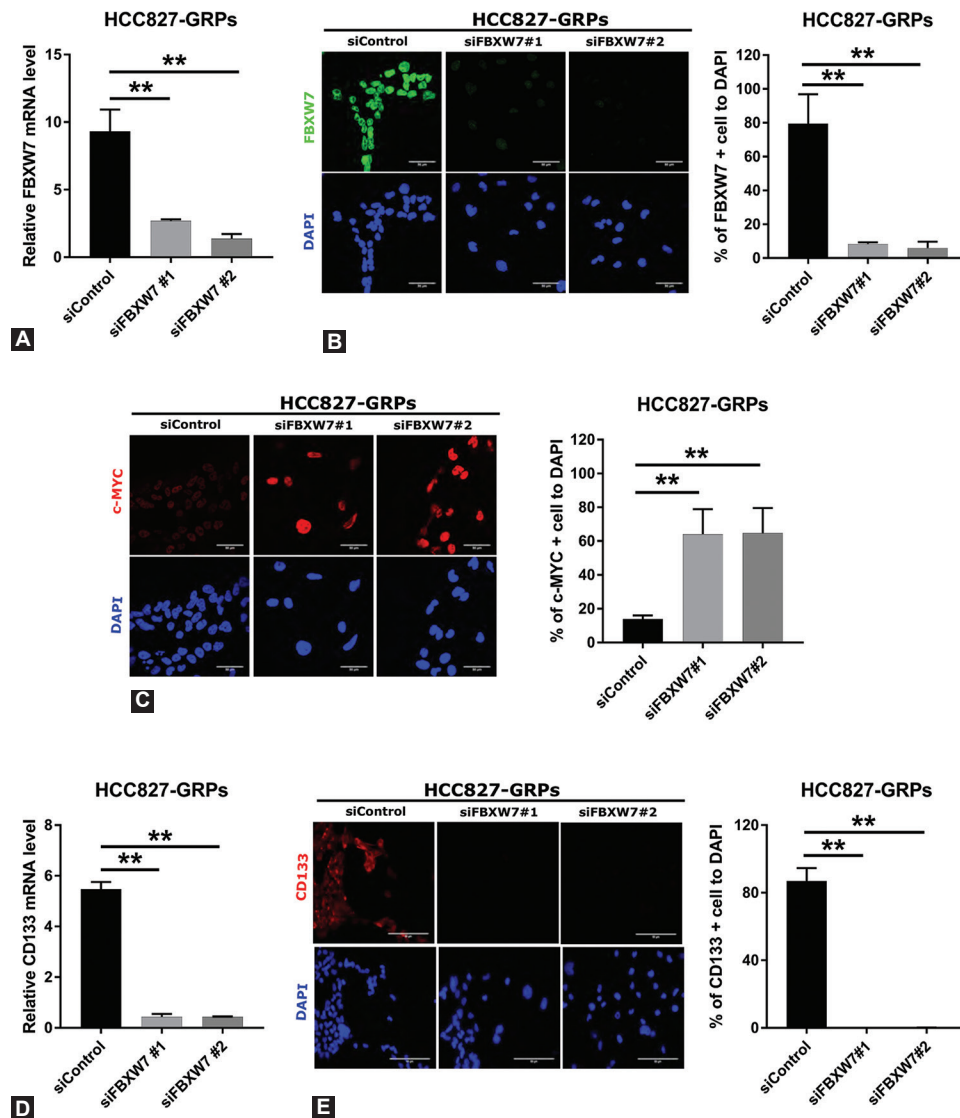 HCC827-GRPs
Relative FBXW7 mRNA level
15
10
5
0
**
**
siControl
siFBXW7 #1
siFBXW7 #2
A
HCC827-GRPs
siControl siFBXW7#1 siFBXW7#2
FBXW7
DAPI
B
HCC827-GRPs
% of FBXW7 + cell to DAPI
120
100
80
60
40
20
0
**
**
siControl
siFBXW7#1
siFBXW7#2
HCC827-GRPs
siControl siFBXW7#1 siFBXW7#2
c-MYC
DAPI
C
HCC827-GRPs
% of c-MYC + cell to DAPI
120
100
80
60
40
20
0
**
**
siControl
siFBXW7#1
siFBXW7#2
HCC827-GRPs
Relative CD133 mRNA level
8
6
4
2
0
**
**
siControl
siFBXW7 #1
siFBXW7 #2
D
HCC827-GRPs
siControl siFBXW7#1 siFBXW7#2
CD133
DAPI
E
HCC827-GRPs
% of CD133 + cell to DAPI
120
80
40
0
**
**
siControl
siFBXW7#1
siFBXW7#2